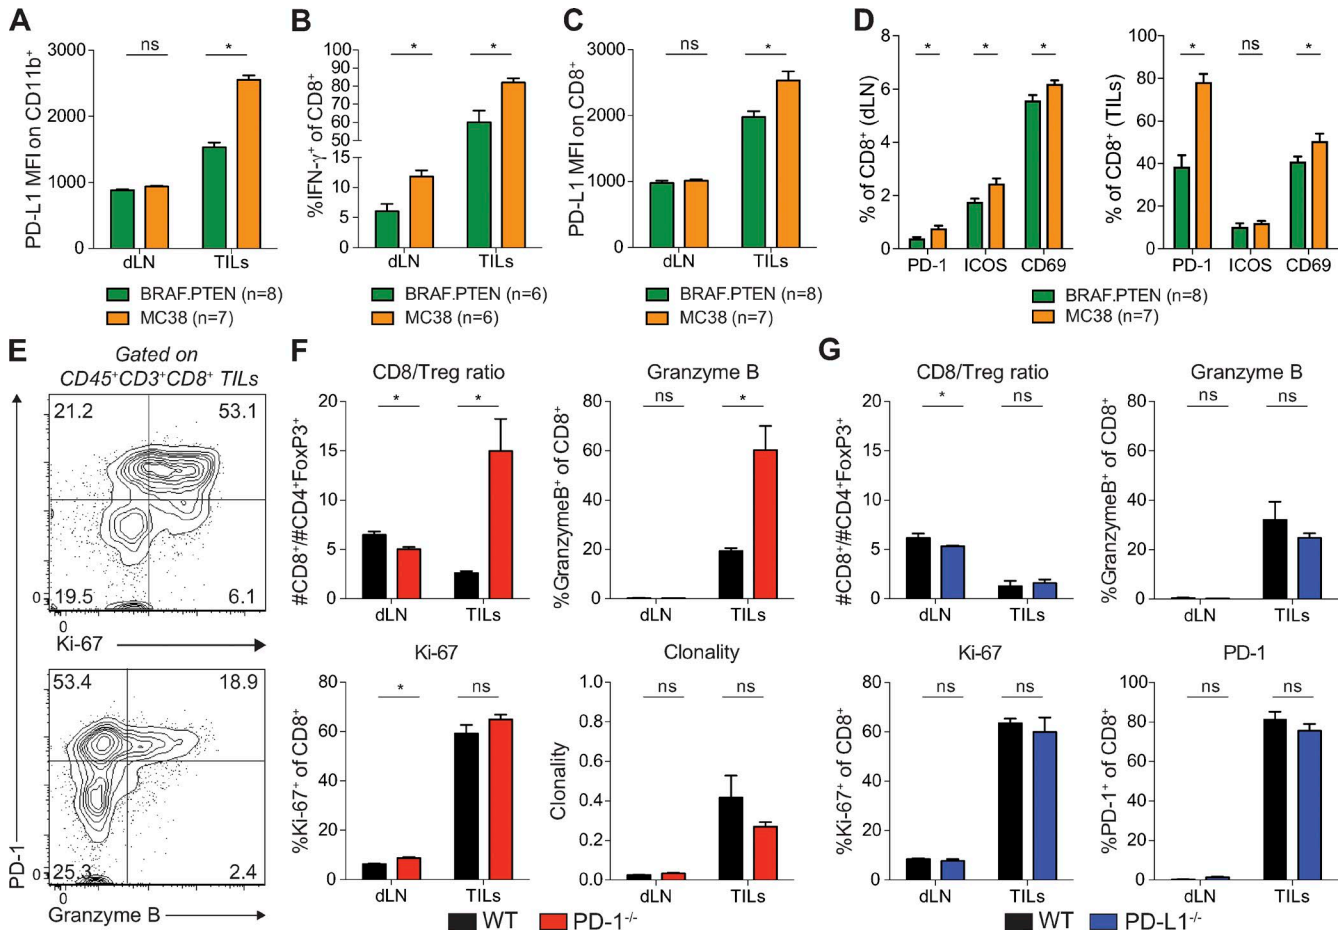 A
3000
2000
1000
0
PD-L1 MFI on CD11b⁺
ns
*
dLN
TILs
BRAF.PTEN (n=8)
MC38 (n=7)
B
100
90
80
70
60
50
40
30
20
15
10
5
0
%IFN-γ⁺ of CD8⁺
*
*
dLN
TILs
BRAF.PTEN (n=6)
MC38 (n=6)
C
3000
2000
1000
0
PD-L1 MFI on CD8⁺
ns
*
dLN
TILs
BRAF.PTEN (n=8)
MC38 (n=7)
D
8
6
4
2
0
% of CD8⁺ (dLN)
*
*
*
PD-1
ICOS
CD69
100
80
60
40
20
0
% of CD8⁺ (TILs)
*
ns
*
PD-1
ICOS
CD69
BRAF.PTEN (n=8)
MC38 (n=7)
E
Gated on
CD45⁺CD3⁺CD8⁺ TILs
21.2
53.1
19.5
6.1
0
0
Ki-67
53.4
18.9
25.3
2.4
0
0
Granzyme B
PD-1
F
CD8/Treg ratio
20
15
10
5
0
#CD8⁺/#CD4⁺FoxP3⁺
*
*
dLN
TILs
Granzyme B
80
60
40
20
0
%GranzymeB⁺ of CD8⁺
ns
*
dLN
TILs
Ki-67
80
60
40
20
0
%Ki-67⁺ of CD8⁺
*
ns
dLN
TILs
Clonality
1.0
0.8
0.6
0.4
0.2
0.0
Clonality
ns
ns
dLN
TILs
WT
PD-1⁻/⁻
G
CD8/Treg ratio
20
15
10
5
0
#CD8⁺/#CD4⁺FoxP3⁺
*
ns
dLN
TILs
Granzyme B
80
60
40
20
0
%GranzymeB⁺ of CD8⁺
ns
ns
dLN
TILs
Ki-67
80
60
40
20
0
%Ki-67⁺ of CD8⁺
ns
ns
dLN
TILs
PD-1
100
80
60
40
20
0
%PD-1⁺ of CD8⁺
ns
ns
dLN
TILs
WT
PD-L1⁻/⁻